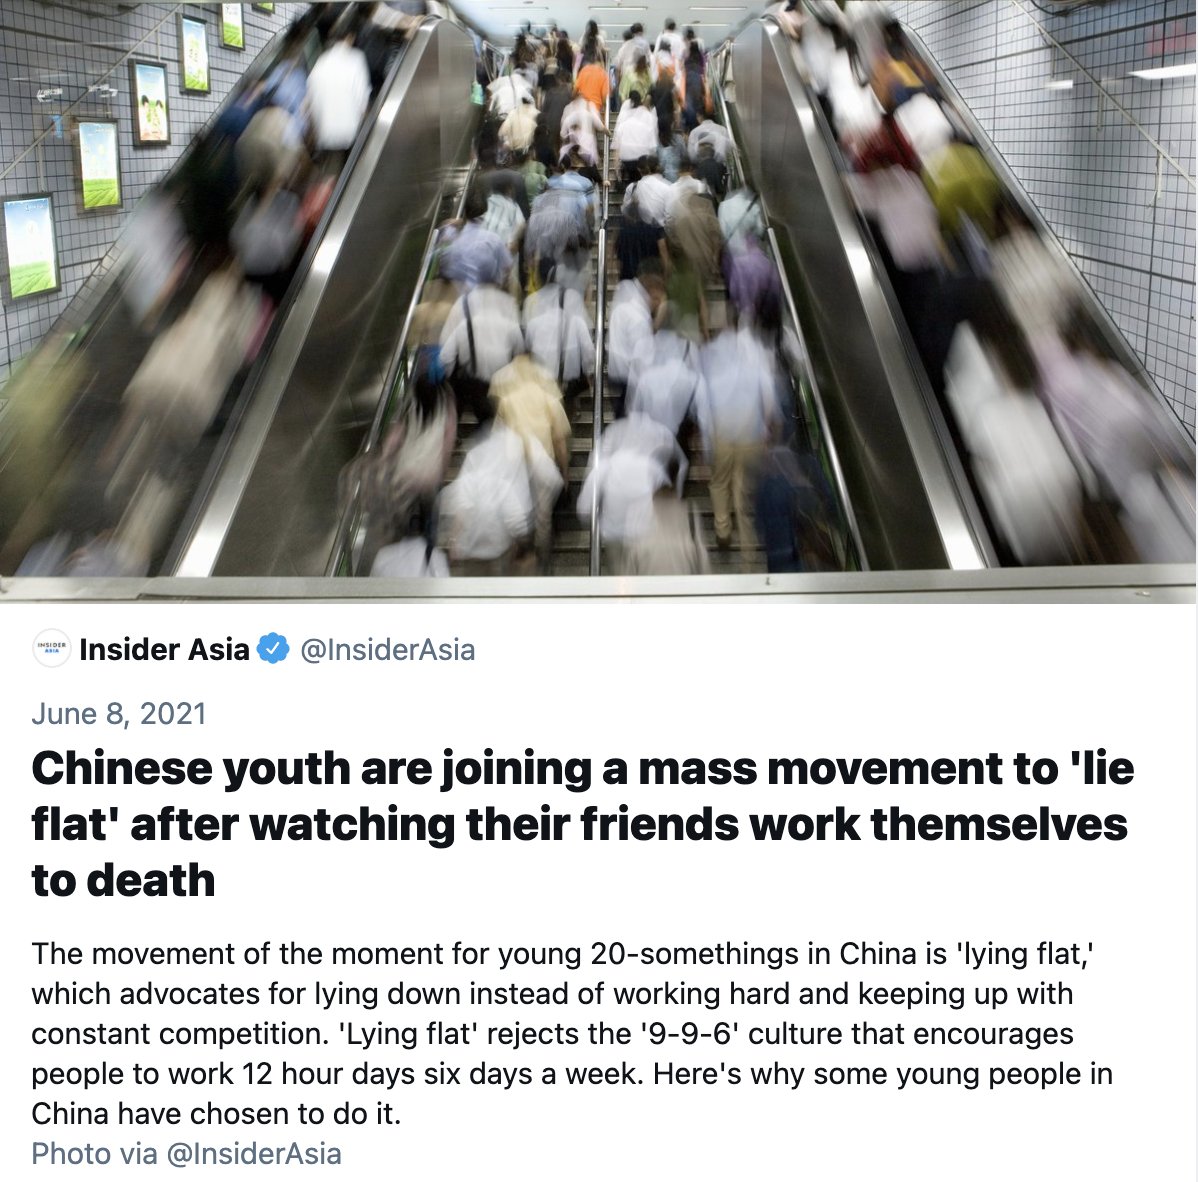 INSIDER
ASIA
Insider Asia @InsiderAsia
June 8, 2021
Chinese youth are joining a mass movement to 'lie
flat' after watching their friends work themselves
to death
The movement of the moment for young 20-somethings in China is 'lying flat,'
which advocates for lying down instead of working hard and keeping up with
constant competition. 'Lying flat' rejects the '9-9-6' culture that encourages
people to work 12 hour days six days a week. Here's why some young people in
China have chosen to do it.
Photo via @InsiderAsia